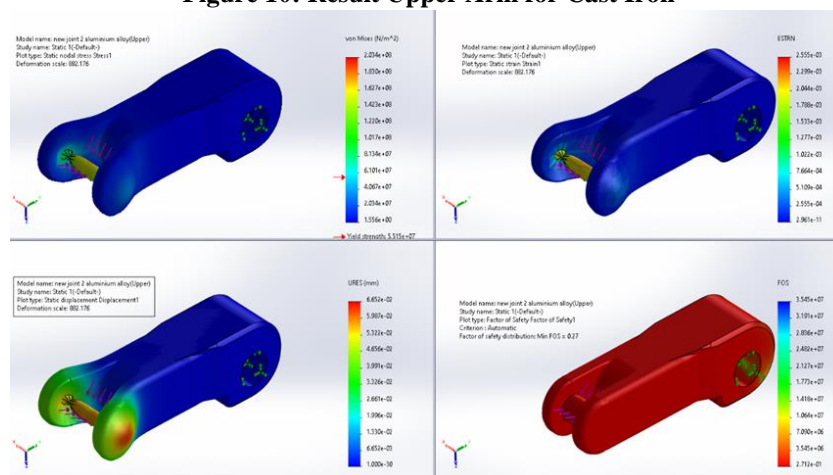 Figure 10: Result Upper Arm for Cast Iron
Model name: new joint 2 aluminium alloy(Upper)
Study name: Static 1(-Default-)
Plot type: Static nodal stress Stress1
Deformation scale: 882.176
von Mises (N/m^2)
2.034e+08
1.830e+08
1.627e+08
1.423e+08
1.220e+08
1.017e+08
8.134e+07
6.101e+07
4.067e+07
2.034e+07
1.556e+00
Yield strength: 5.515e+07
Model name: new joint 2 aluminium alloy(Upper)
Study name: Static 1(-Default-)
Plot type: Static strain Strain1
Deformation scale: 882.176
ESTRN
2.555e-03
2.299e-03
2.044e-03
1.788e-03
1.533e-03
1.277e-03
1.022e-03
7.664e-04
5.109e-04
2.555e-04
2.961e-11
Model name: new joint 2 aluminium alloy(Upper)
Study name: Static 1(-Default-)
Plot type: Static displacement Displacement1
Deformation scale: 882.176
URES (mm)
6.652e-02
5.987e-02
5.322e-02
4.656e-02
3.991e-02
3.326e-02
2.661e-02
1.996e-02
1.330e-02
6.652e-03
1.000e-30
Model name: new joint 2 aluminium alloy(Upper)
Study name: Static 1(-Default-)
Plot type: Factor of Safety Factor of Safety1
Criterion : Automatic
Factor of safety distribution: Min FOS = 0.27
FOS
3.545e+07
3.191e+07
2.836e+07
2.482e+07
2.127e+07
1.773e+07
1.418e+07
1.064e+07
7.090e+06
3.545e+06
2.712e-01